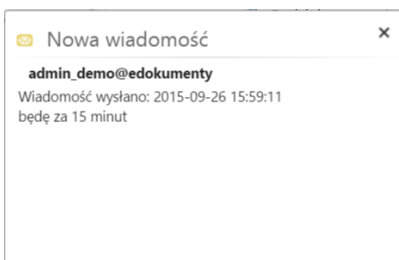 Nowa wiadomość
admin_demo@edokumenty
Wiadomość wysłano: 2015-09-26 15:59:11
będę za 15 minut